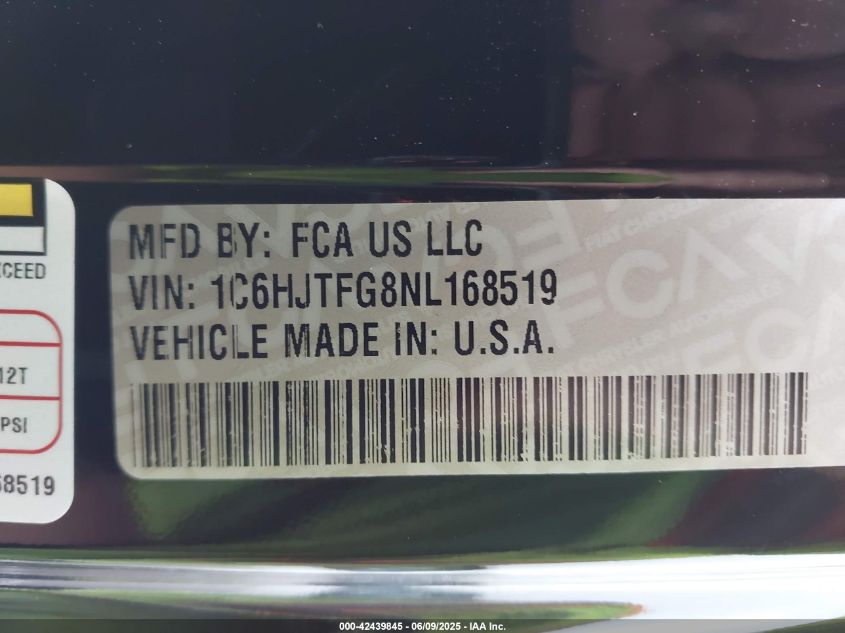 MFD BY: FCA US LLC
VIN: 1C6HJTFG8NL168519
VEHICLE MADE IN: U.S.A.
EXCEED
12T
PSI
68519
000-42439845 - 06/09/2025 - IAA Inc.